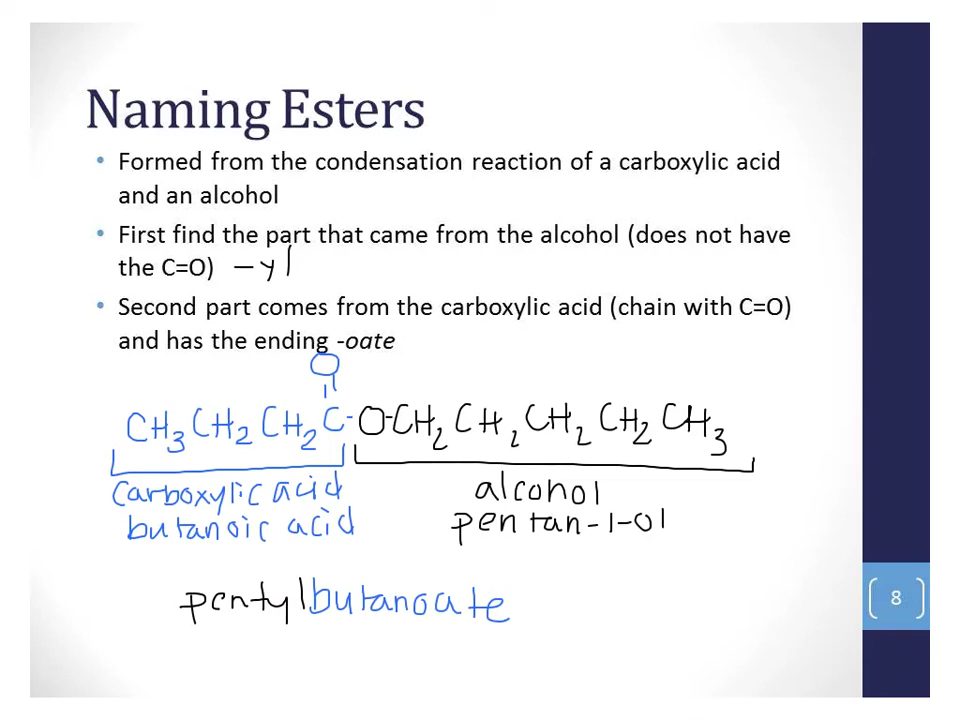 Naming Esters
• Formed from the condensation reaction of a carboxylic acid
and an alcohol
• First find the part that came from the alcohol (does not have
the C=O) -yl
• Second part comes from the carboxylic acid (chain with C=O)
and has the ending -oate
O
CH3CH2CH2C-O-CH2CH2CH2CH2CH3
carboxylic acid alcohol
butanoic acid pentan-1-ol
pentylbutanoate
8